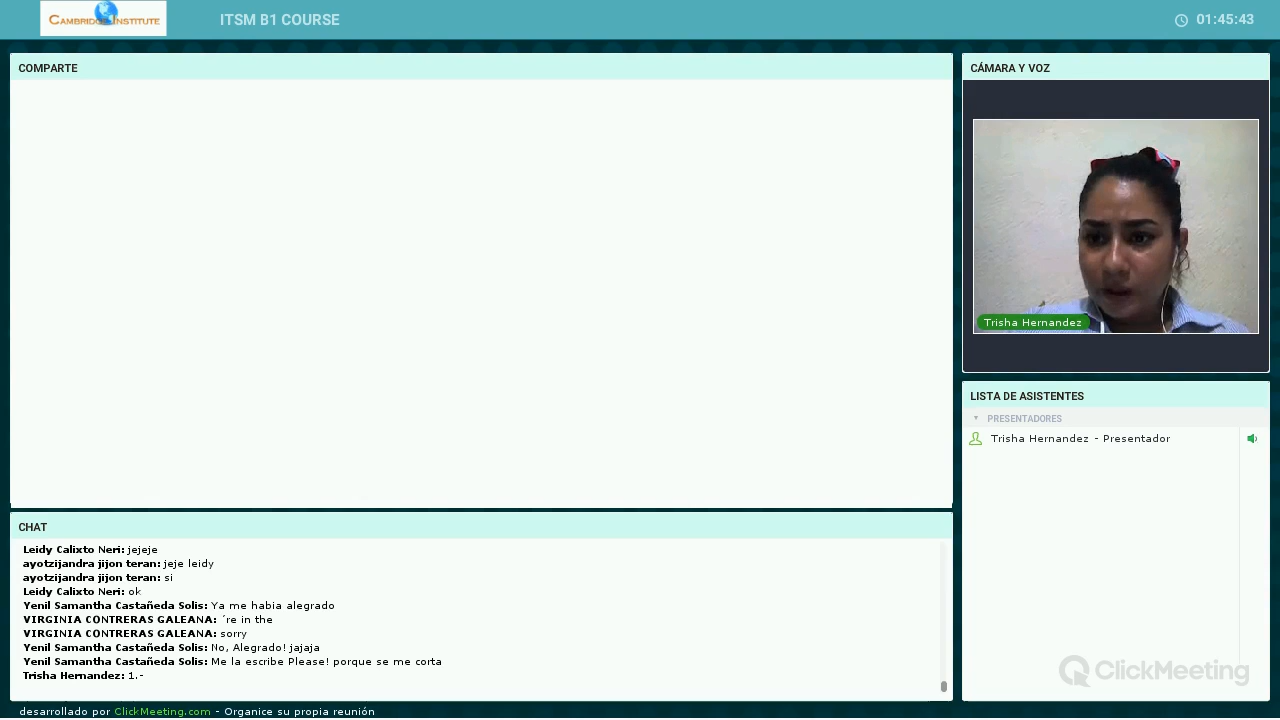 CAMBRIDGE INSTITUTE
ITSM B1 COURSE
01:45:43
COMPARTE
CÁMARA Y VOZ
Trisha Hernandez
LISTA DE ASISTENTES
PRESENTADORES
Trisha Hernandez - Presentador
CHAT
Leidy Calixto Neri: jejeje
ayotzijandra jijon teran: jeje leidy
ayotzijandra jijon teran: si
Leidy Calixto Neri: ok
Yenil Samantha Castañeda Solis: Ya me habia alegrado
VIRGINIA CONTRERAS GALEANA: ´re in the
VIRGINIA CONTRERAS GALEANA: sorry
Yenil Samantha Castañeda Solis: No, Alegrado! jajaja
Yenil Samantha Castañeda Solis: Me la escribe Please! porque se me corta
Trisha Hernandez: 1.-
ClickMeeting
desarrollado por ClickMeeting.com - Organice su propia reunión